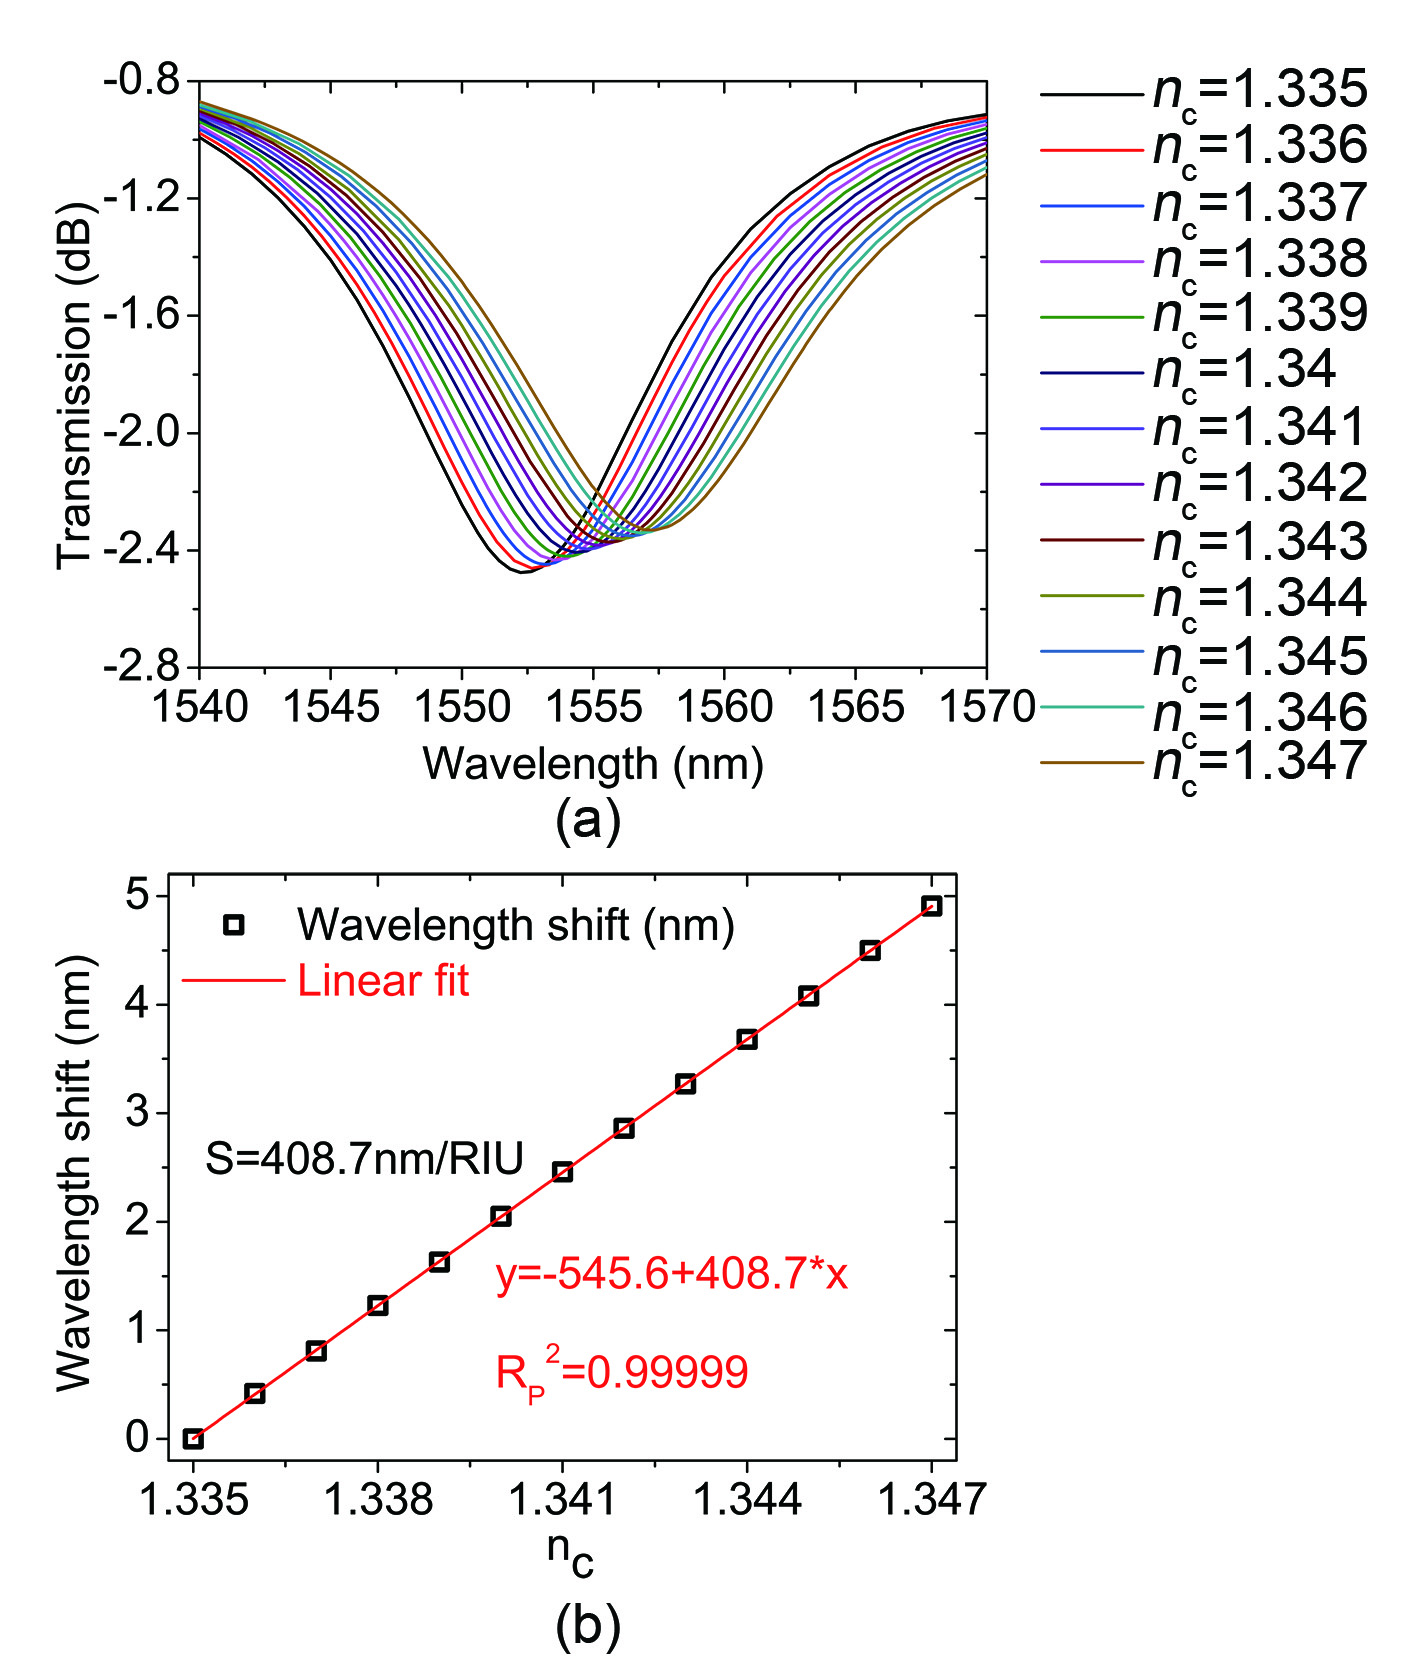 -0.8
-1.2
-1.6
-2.0
-2.4
-2.8
Transmission (dB)
1540 1545 1550 1555 1560 1565 1570
Wavelength (nm)
(a)
nc=1.335
nc=1.336
nc=1.337
nc=1.338
nc=1.339
nc=1.34
nc=1.341
nc=1.342
nc=1.343
nc=1.344
nc=1.345
nc=1.346
nc=1.347
5
4
3
2
1
0
Wavelength shift (nm)
Wavelength shift (nm)
Linear fit
S=408.7nm/RIU
y=-545.6+408.7*x
RP2=0.99999
1.335 1.338 1.341 1.344 1.347
nc
(b)